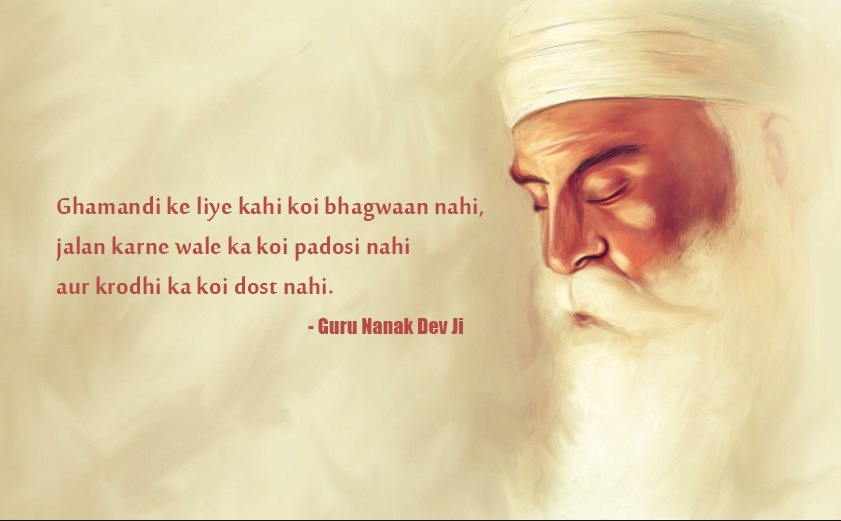 Ghamandi ke liye kahi koi bhagwaan nahi,
jalan karne wale ka koi padosi nahi
aur krodhi ka koi dost nahi.
- Guru Nanak Dev Ji